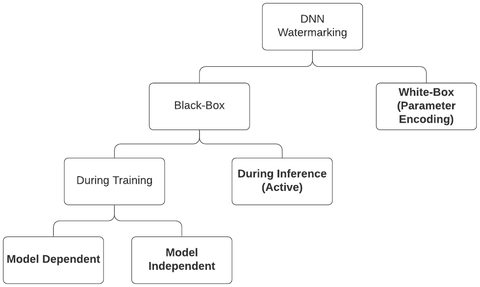 DNN
Watermarking
Black-Box
White-Box
(Parameter
Encoding)
During Training
During Inference
(Active)
Model Dependent
Model
Independent